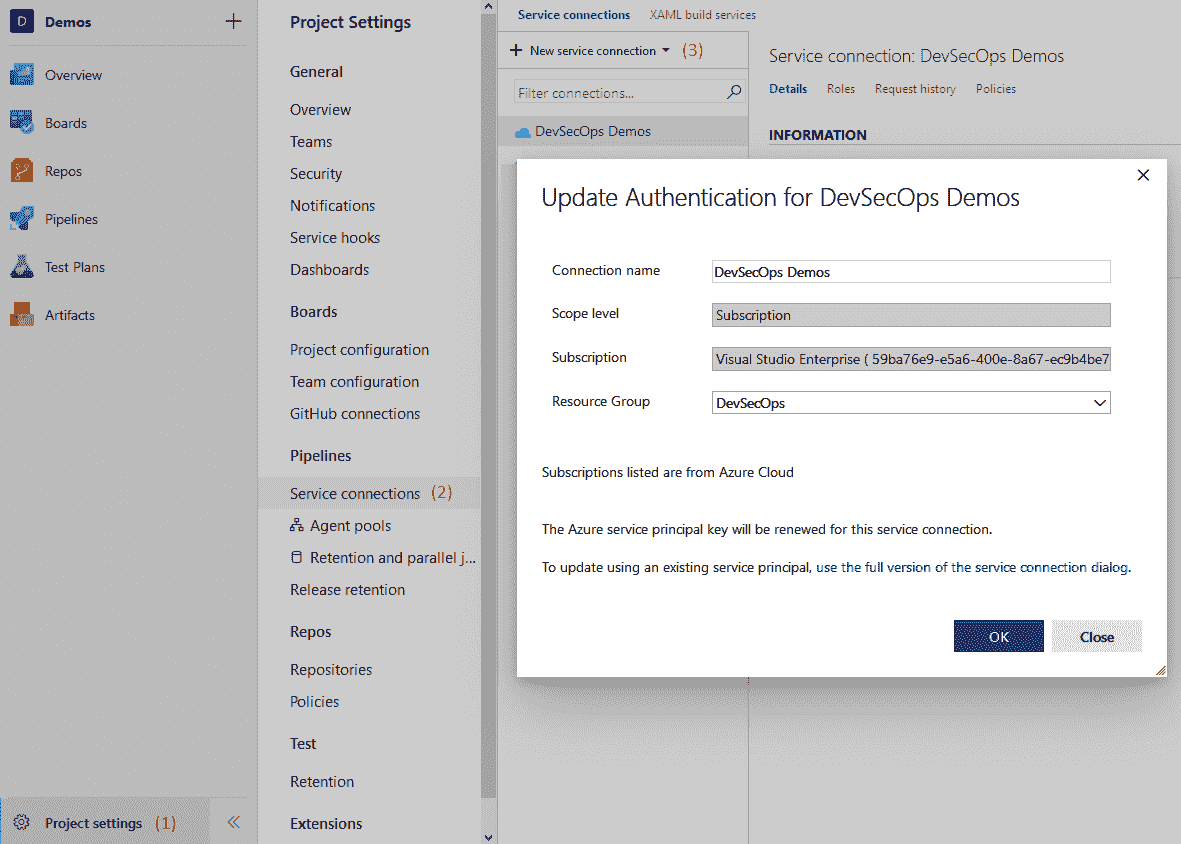 D Demos
Overview
Boards
Repos
Pipelines
Test Plans
Artifacts
Project settings (1)
Project Settings
General
Overview
Teams
Security
Notifications
Service hooks
Dashboards
Boards
Project configuration
Team configuration
GitHub connections
Pipelines
Service connections (2)
Agent pools
Retention and parallel j...
Release retention
Repos
Repositories
Policies
Test
Retention
Extensions
Service connections XAML build services
New service connection (3)
Filter connections...
DevSecOps Demos
Service connection: DevSecOps Demos
Details Roles Request history Policies
INFORMATION
Update Authentication for DevSecOps Demos
Connection name DevSecOps Demos
Scope level Subscription
Subscription Visual Studio Enterprise ( 59ba76e9-e5a6-400e-8a67-ec9b4be7
Resource Group DevSecOps
Subscriptions listed are from Azure Cloud
The Azure service principal key will be renewed for this service connection.
To update using an existing service principal, use the full version of the service connection dialog.
OK Close